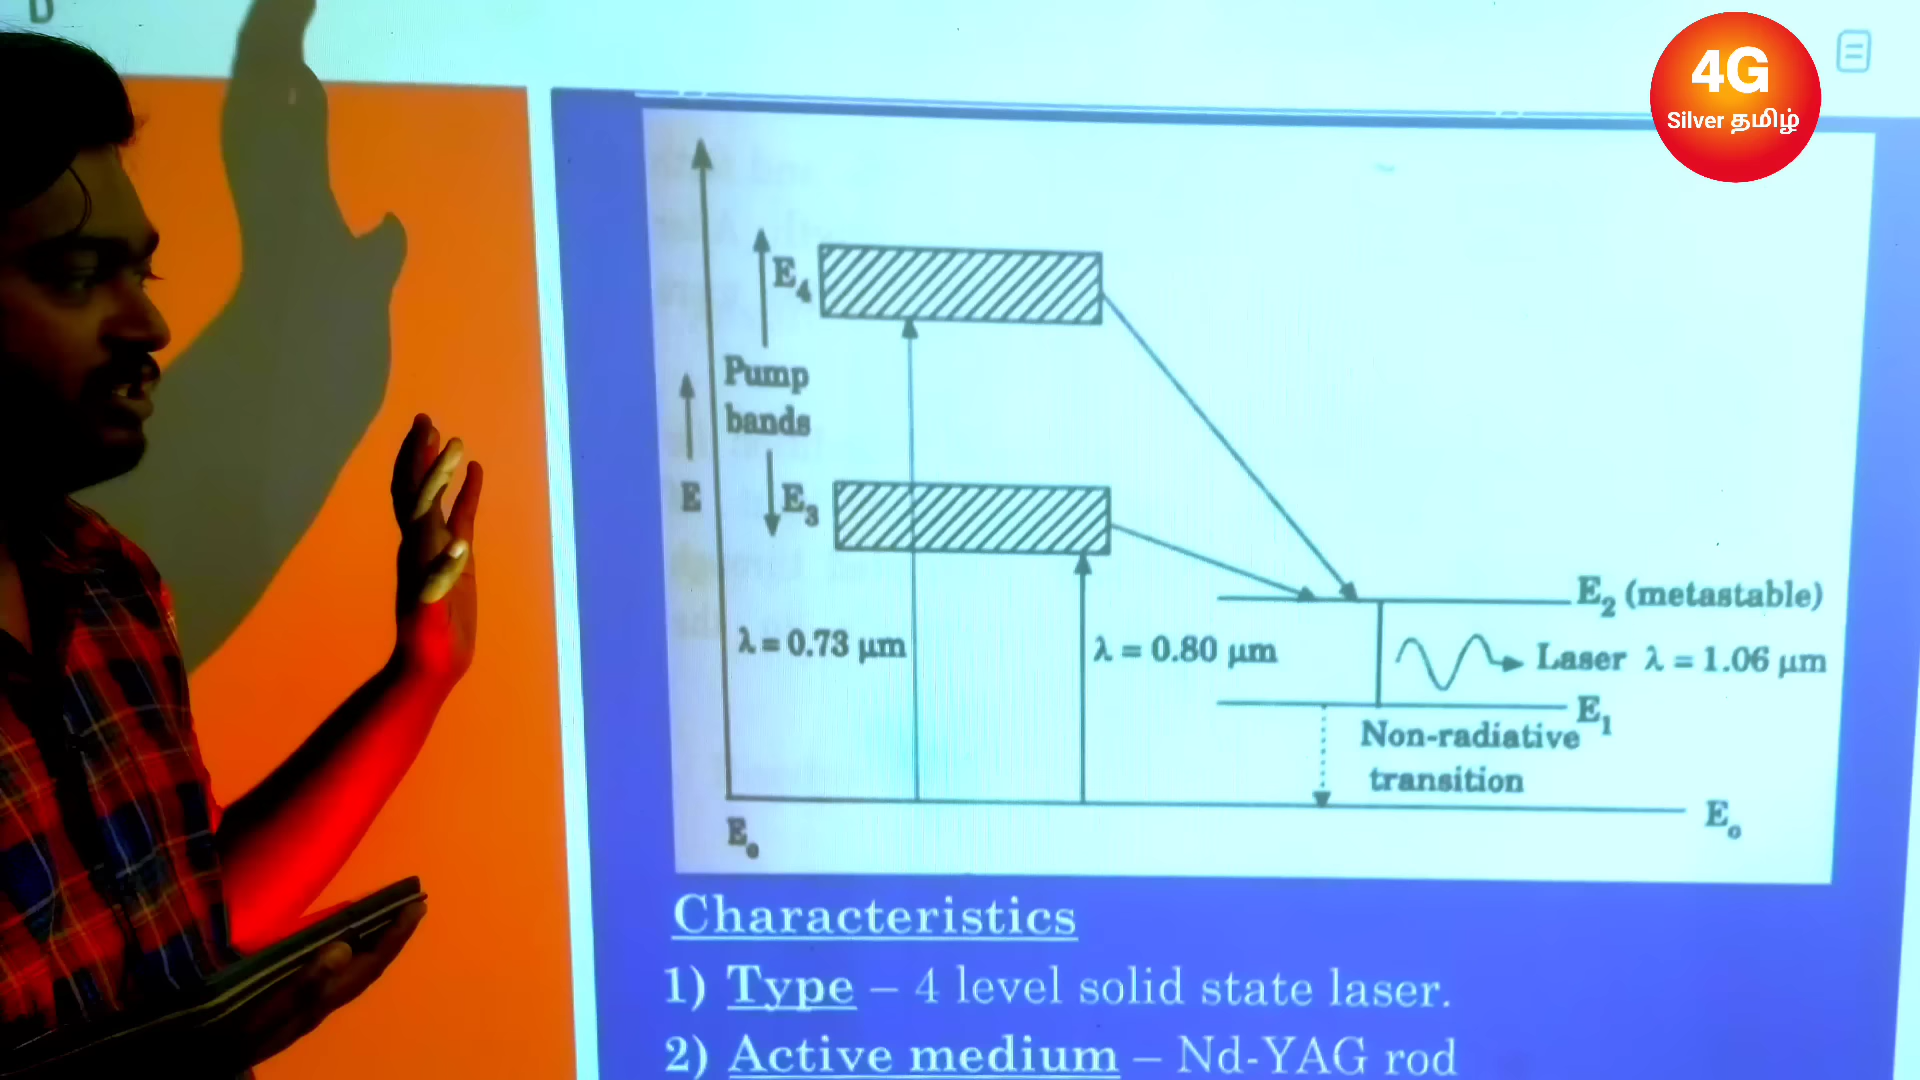 D
4G
Silver தமிழ்
E₄
Pump
bands
E
E₃
λ = 0.73 μm
λ = 0.80 μm
E₂ (metastable)
Laser λ = 1.06 μm
E₁
Non-radiative
transition
E₀
E₀
Characteristics
1) Type – 4 level solid state laser.
2) Active medium – Nd-YAG rod